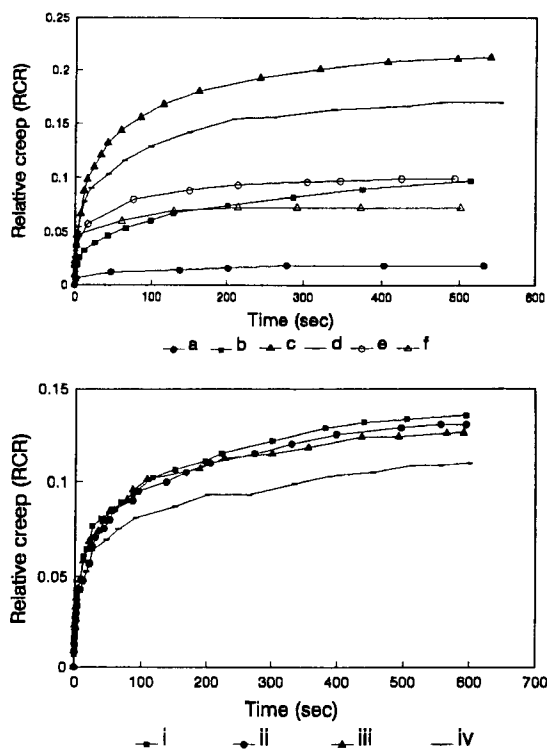 Relative creep (RCR)
0.25
0.2
0.15
0.1
0.05
0
0 100 200 300 400 500 600
Time (sec)
a b c d e f
Relative creep (RCR)
0.15
0.1
0.05
0
0 100 200 300 400 500 600 700
Time (sec)
i ii iii iv